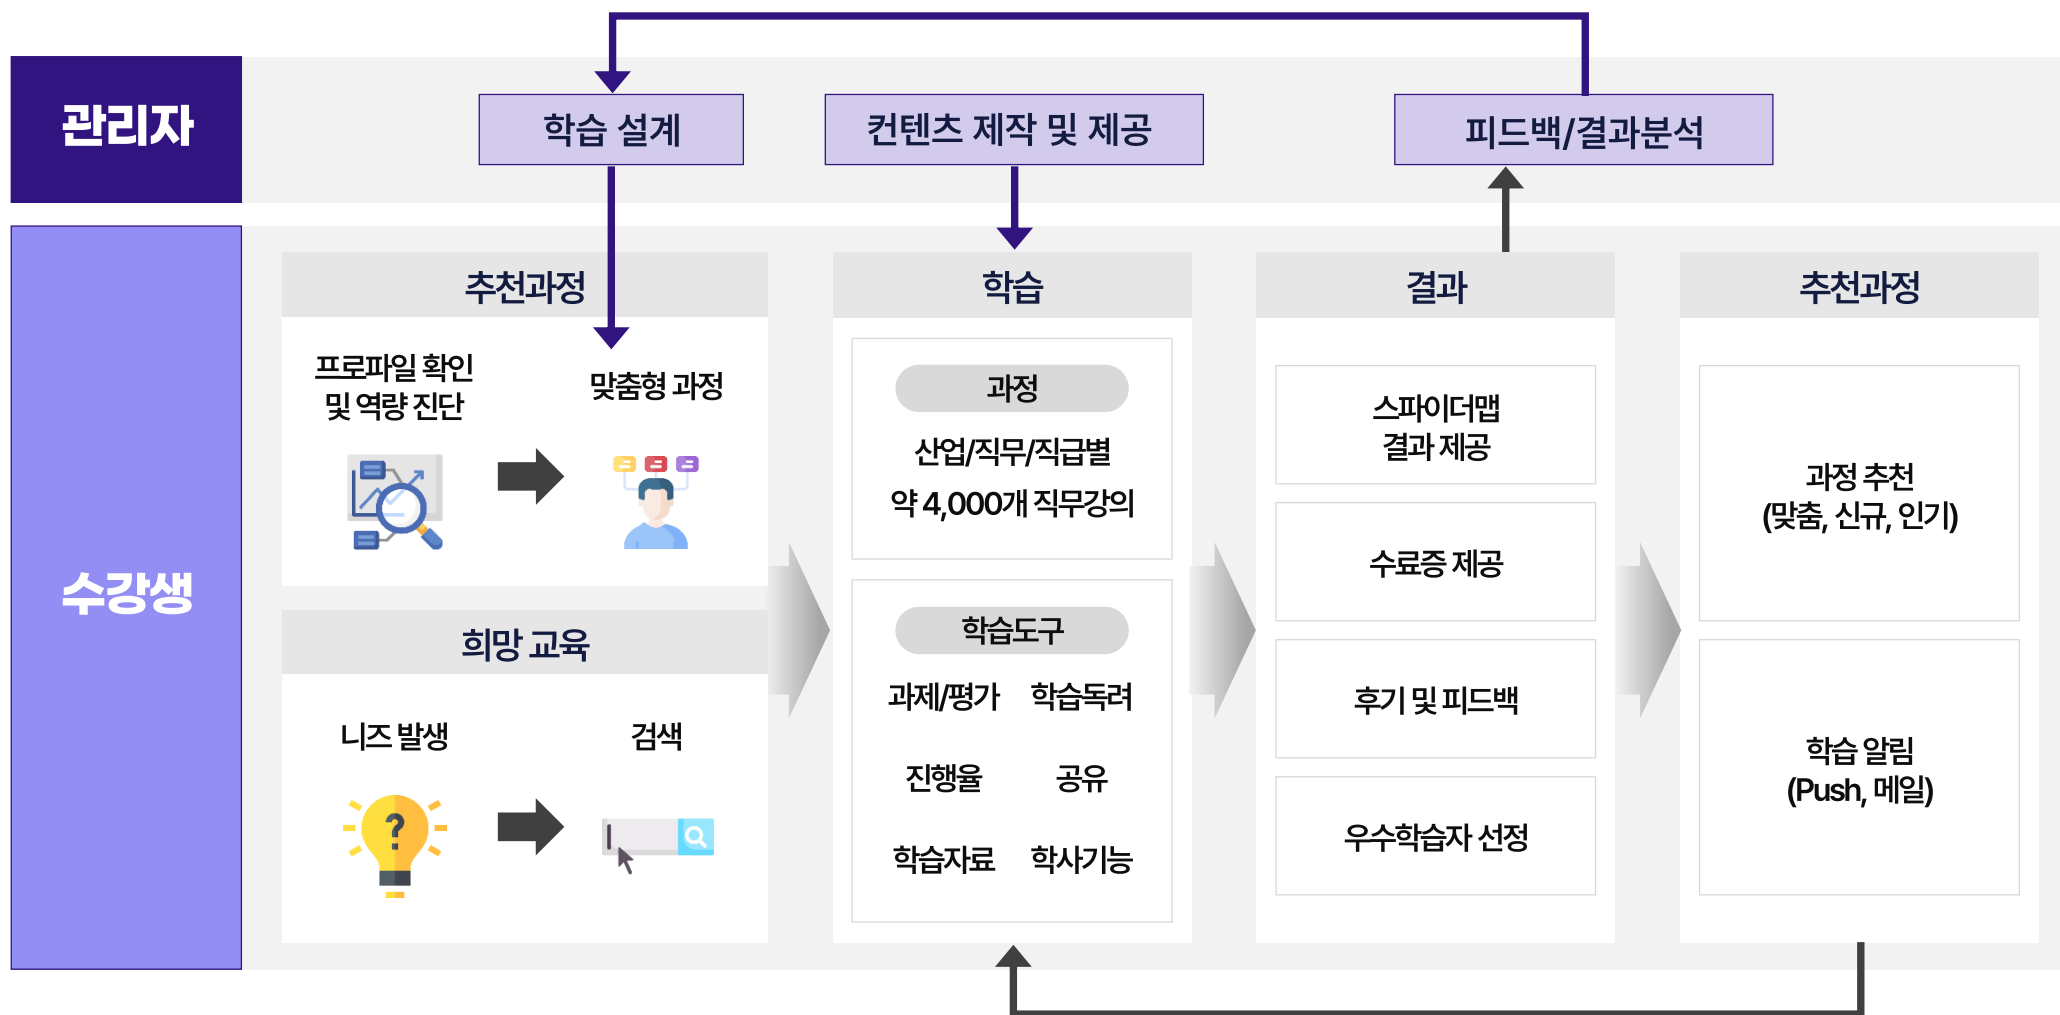 관리자
학습 설계
컨텐츠 제작 및 제공
피드백/결과분석
수강생
추천과정
프로파일 확인
및 역량 진단
맞춤형 과정
희망 교육
니즈 발생
?
검색
학습
과정
산업/직무/직급별
약 4,000개 직무강의
학습도구
과제/평가 학습독려
진행율 공유
학습자료 학사기능
결과
스파이더맵
결과 제공
수료증 제공
후기 및 피드백
우수학습자 선정
추천과정
과정 추천
(맞춤, 신규, 인기)
학습 알림
(Push, 메일)